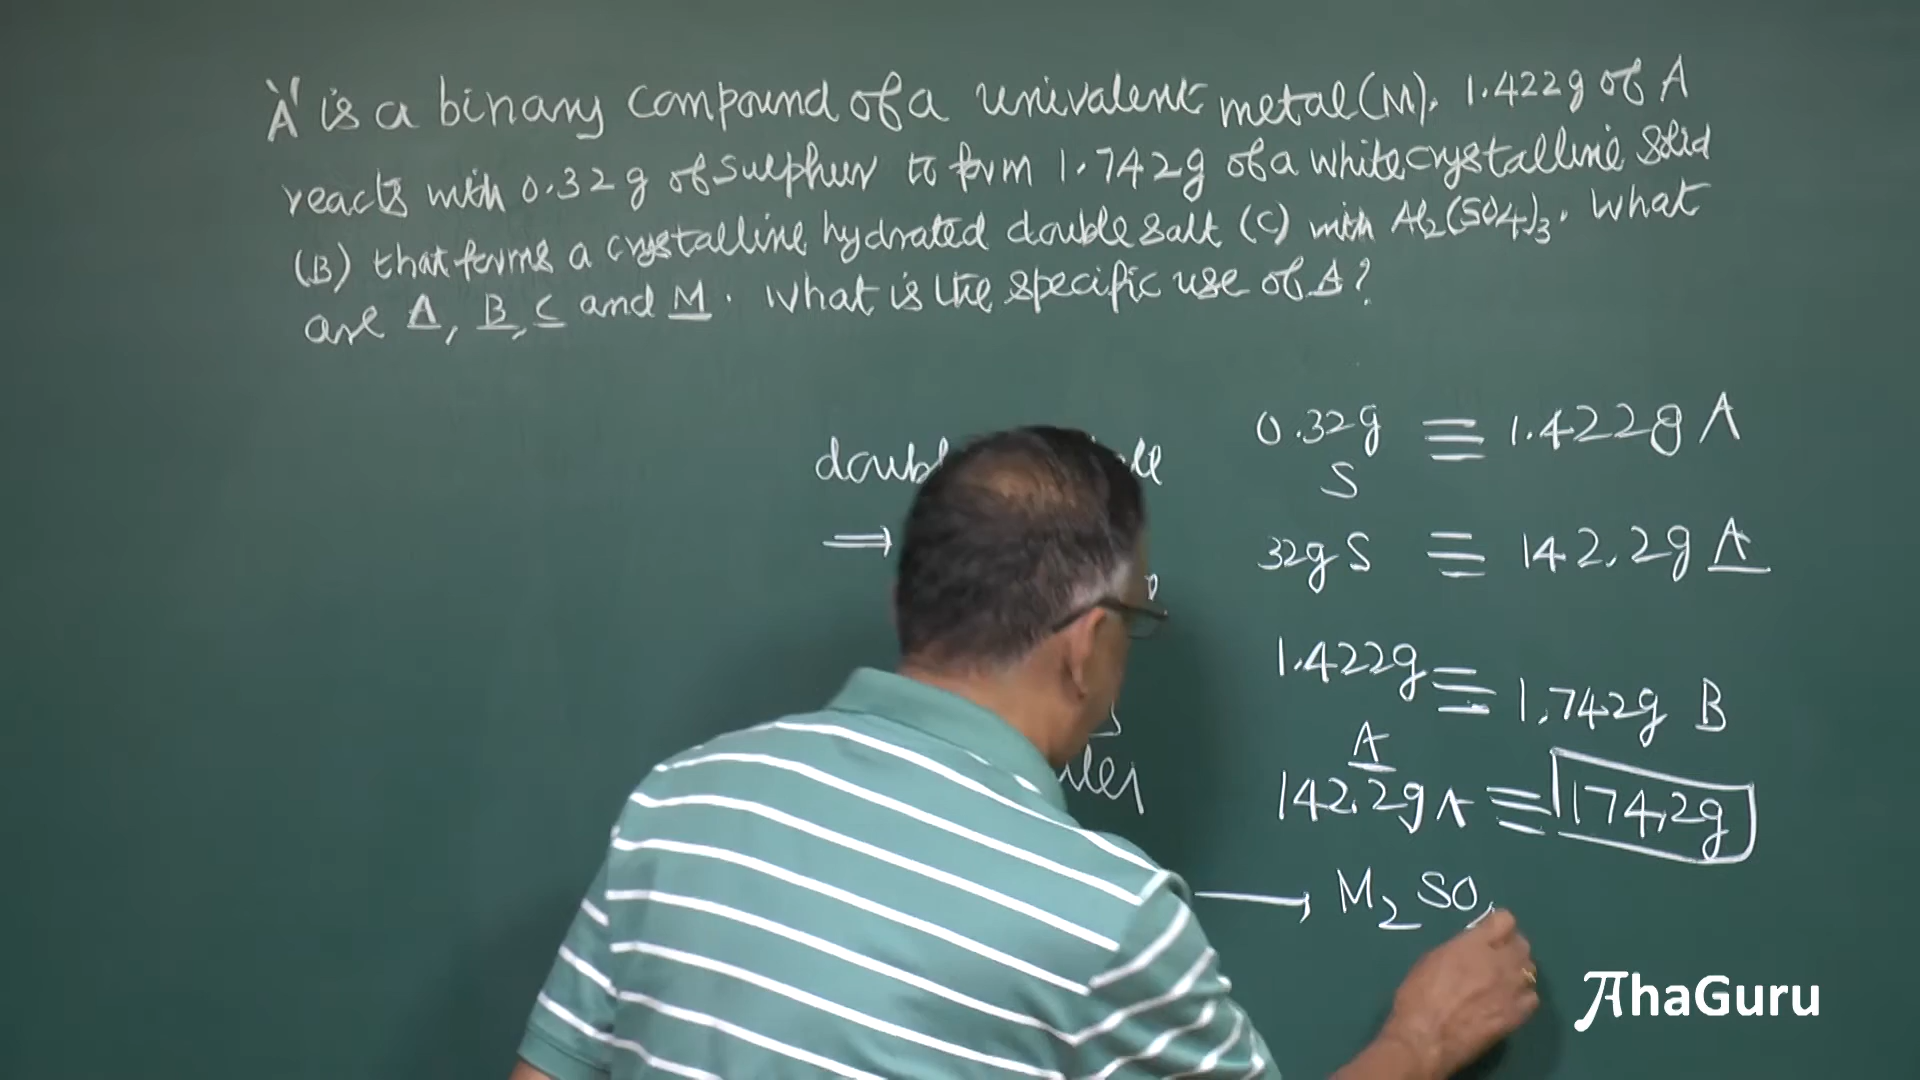 'A' is a binary compound of a univalent metal (M). 1.422g of A
reacts with 0.32g of sulphur to form 1.742g of a white crystalline solid
(B) that forms a crystalline hydrated double salt (C) with Al2(SO4)3. What
are A, B, C and M. What is the specific use of A?
0.32g ≡ 1.422g A
S
32g S ≡ 142.2g A
1.422g ≡ 1.742g B
A
142.2g A ≡ 174.2g
→ M2SO
AhaGuru